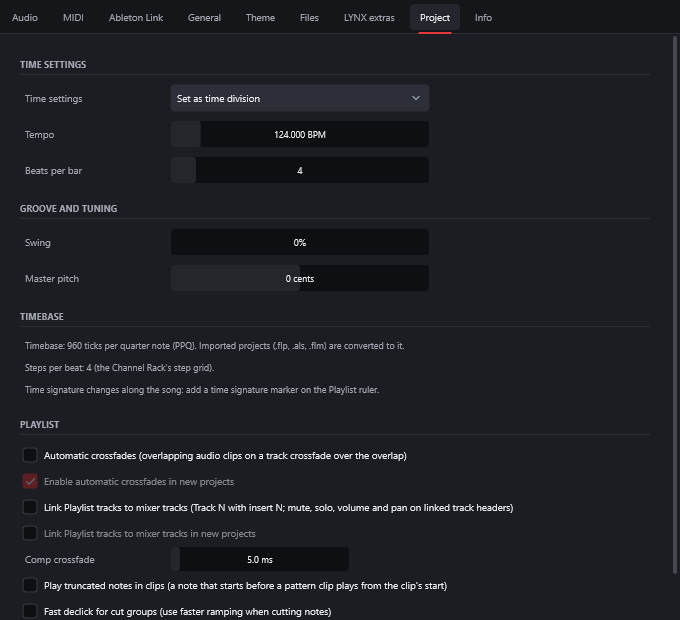 Audio MIDI Ableton Link General Theme Files LYNX extras Project Info
TIME SETTINGS
Time settings Set as time division
Tempo 124.000 BPM
Beats per bar 4
GROOVE AND TUNING
Swing 0%
Master pitch 0 cents
TIMEBASE
Timebase: 960 ticks per quarter note (PPQ). Imported projects (.flp, .als, .flm) are converted to it.
Steps per beat: 4 (the Channel Rack's step grid).
Time signature changes along the song: add a time signature marker on the Playlist ruler.
PLAYLIST
Automatic crossfades (overlapping audio clips on a track crossfade over the overlap)
Enable automatic crossfades in new projects
Link Playlist tracks to mixer tracks (Track N with insert N; mute, solo, volume and pan on linked track headers)
Link Playlist tracks to mixer tracks in new projects
Comp crossfade 5.0 ms
Play truncated notes in clips (a note that starts before a pattern clip plays from the clip's start)
Fast declick for cut groups (use faster ramping when cutting notes)